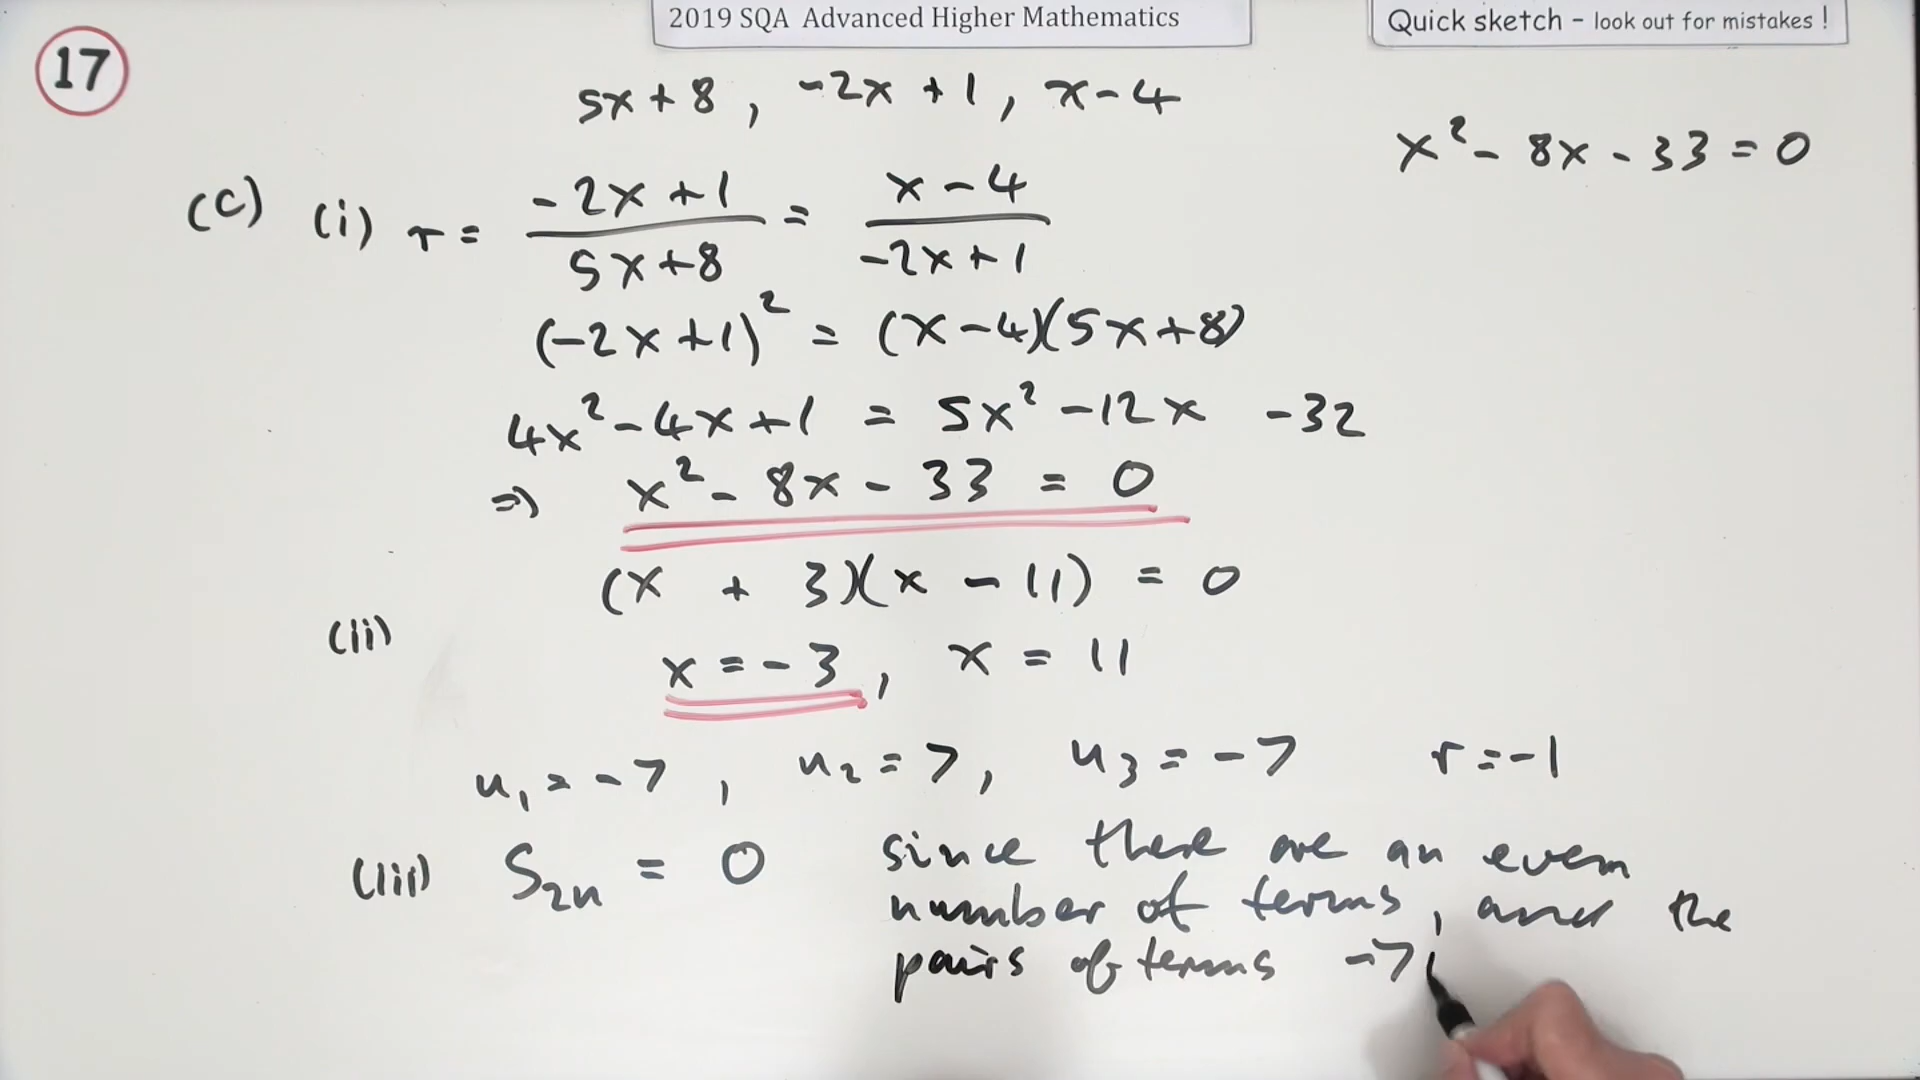 2019 SQA Advanced Higher Mathematics
Quick sketch - look out for mistakes !
17
5x + 8 , -2x + 1 , x - 4
x² - 8x - 33 = 0
(c) (i) r = (-2x + 1)/(5x + 8) = (x - 4)/(-2x + 1)
(-2x + 1)² = (x - 4)(5x + 8)
4x² - 4x + 1 = 5x² - 12x - 32
⇒ x² - 8x - 33 = 0
(x + 3)(x - 11) = 0
(ii)
x = -3 , x = 11
u₁ = -7 , u₂ = 7 , u₃ = -7 r = -1
(iii) S₂ₙ = 0 since there are an even
number of terms, and the
pairs of terms -7